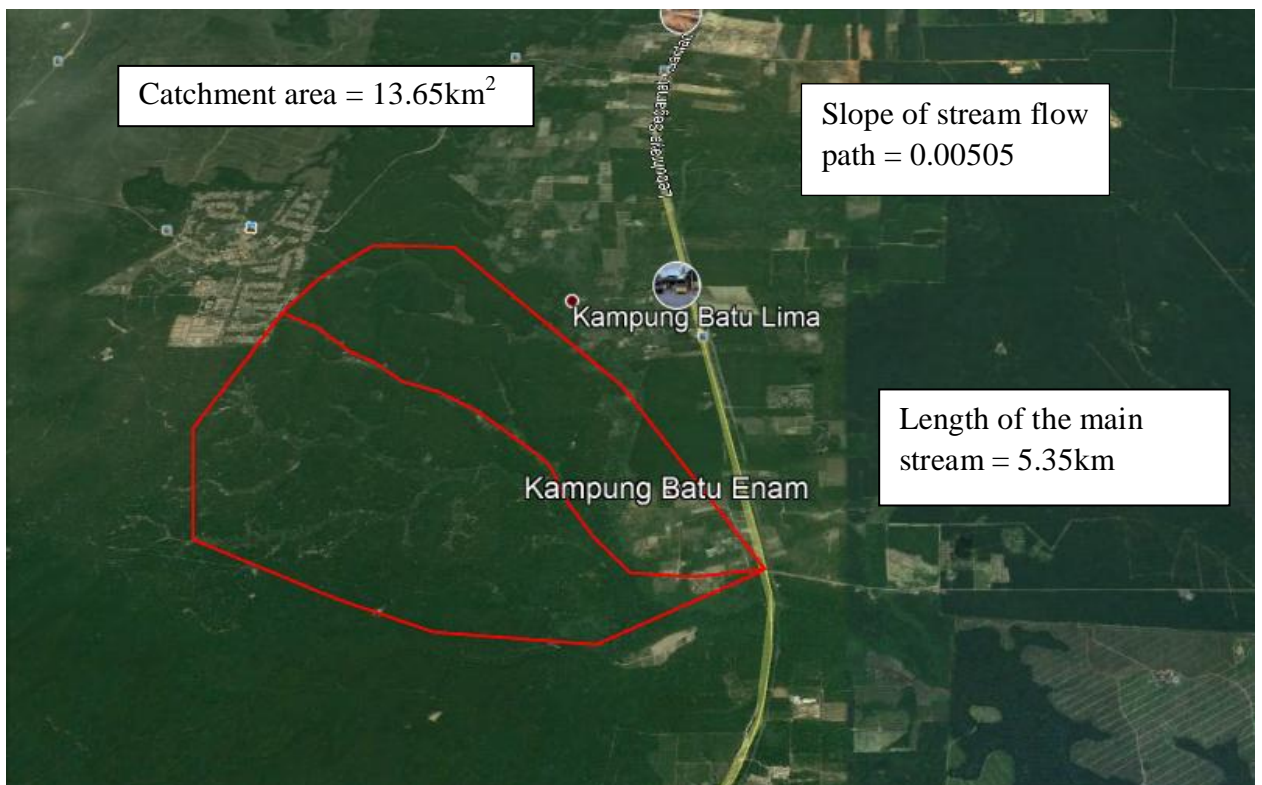 Catchment area = 13.65km²
Slope of stream flow
path = 0.00505
Kampung Batu Lima
Length of the main
stream = 5.35km
Kampung Batu Enam